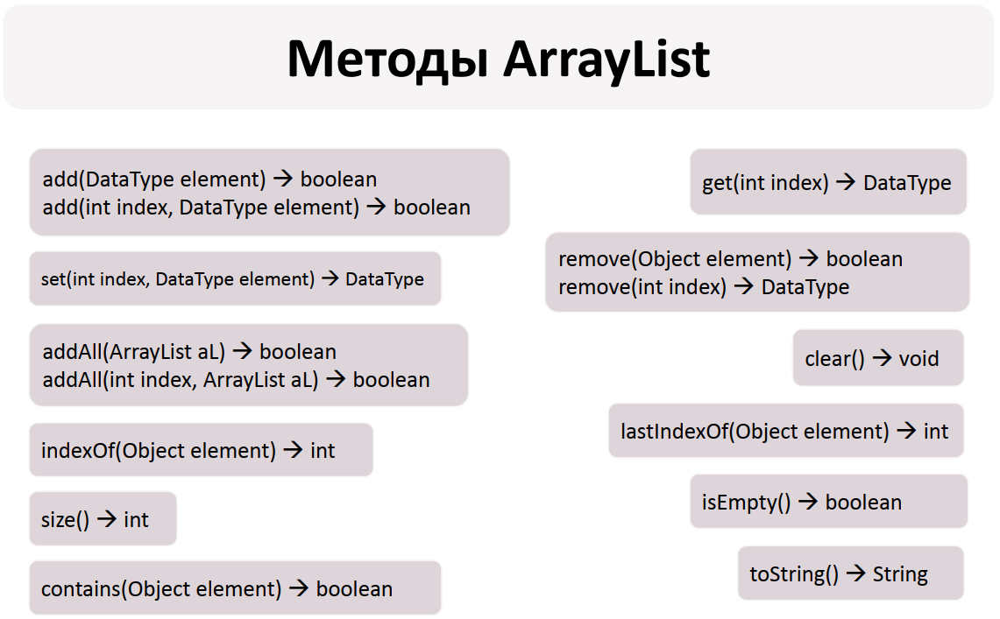 Методы ArrayList
add(DataType element) → boolean
add(int index, DataType element) → boolean
set(int index, DataType element) → DataType
addAll(ArrayList aL) → boolean
addAll(int index, ArrayList aL) → boolean
indexOf(Object element) → int
size() → int
contains(Object element) → boolean
get(int index) → DataType
remove(Object element) → boolean
remove(int index) → DataType
clear() → void
lastIndexOf(Object element) → int
isEmpty() → boolean
toString() → String